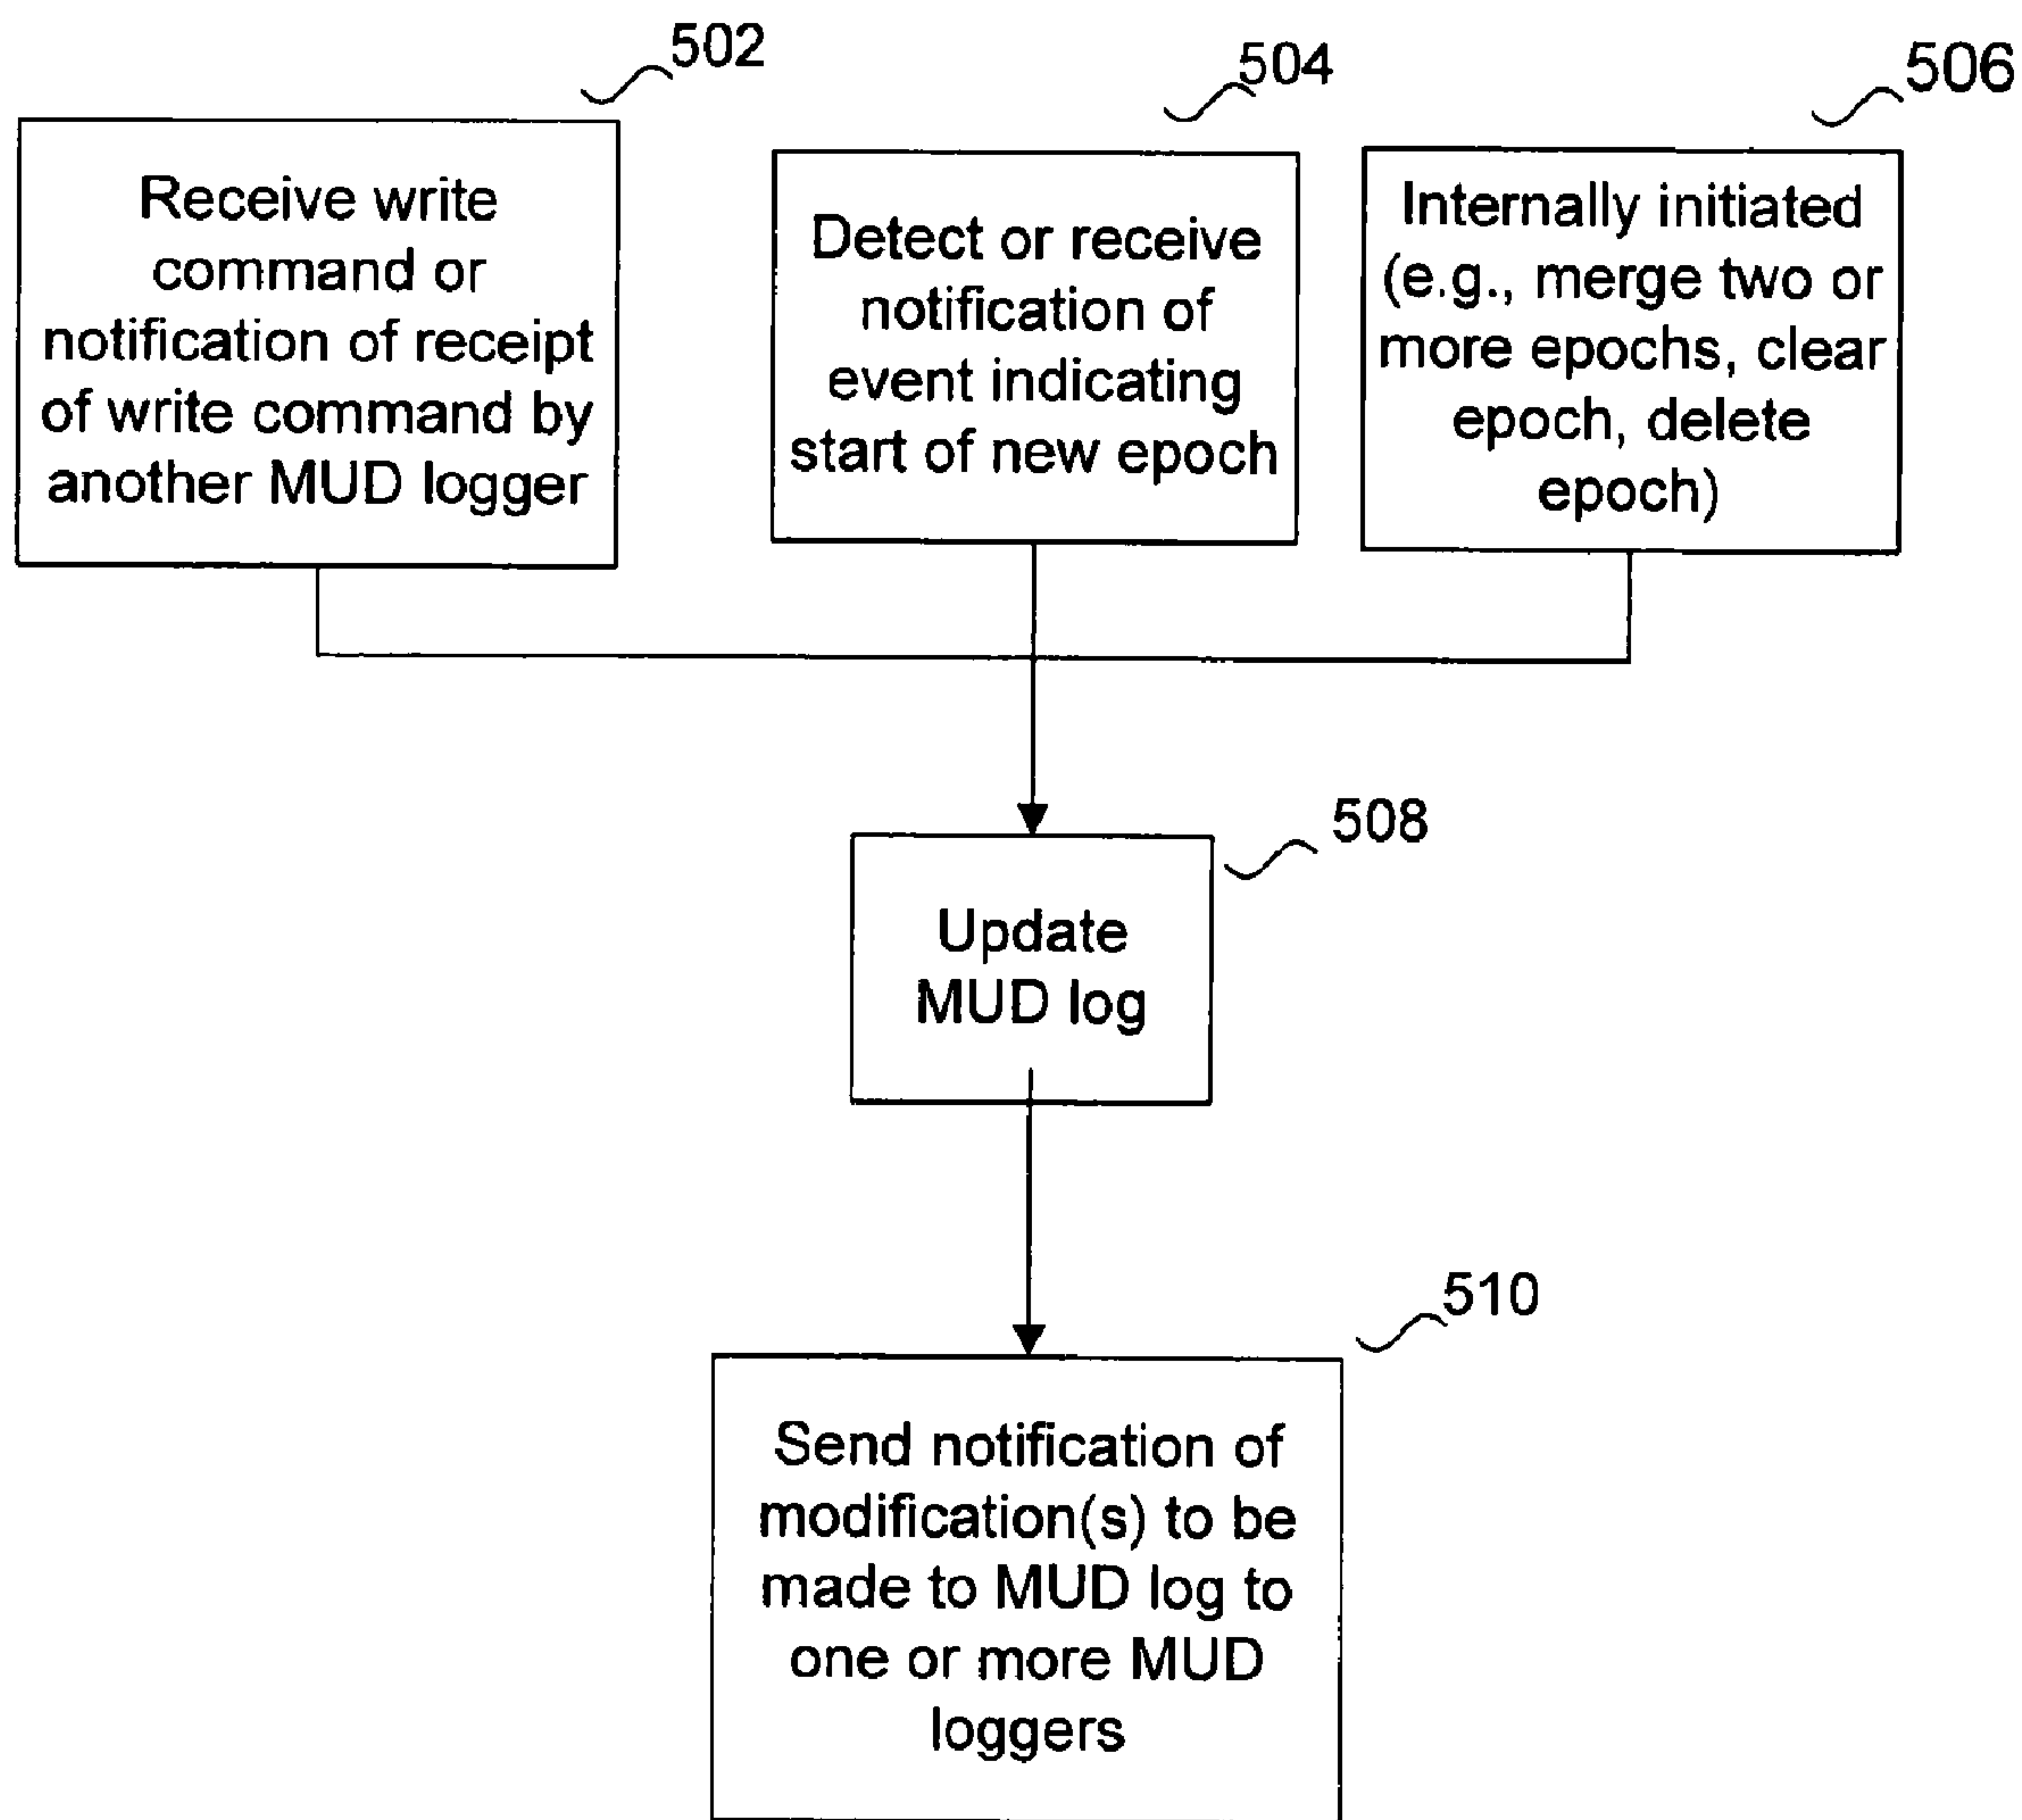 502
Receive write
command or
notification of receipt
of write command by
another MUD logger
504
Detect or receive
notification of
event indicating
start of new epoch
506
Internally initiated
(e.g., merge two or
more epochs, clear
epoch, delete
epoch)
508
Update
MUD log
510
Send notification of
modification(s) to be
made to MUD log to
one or more MUD
loggers